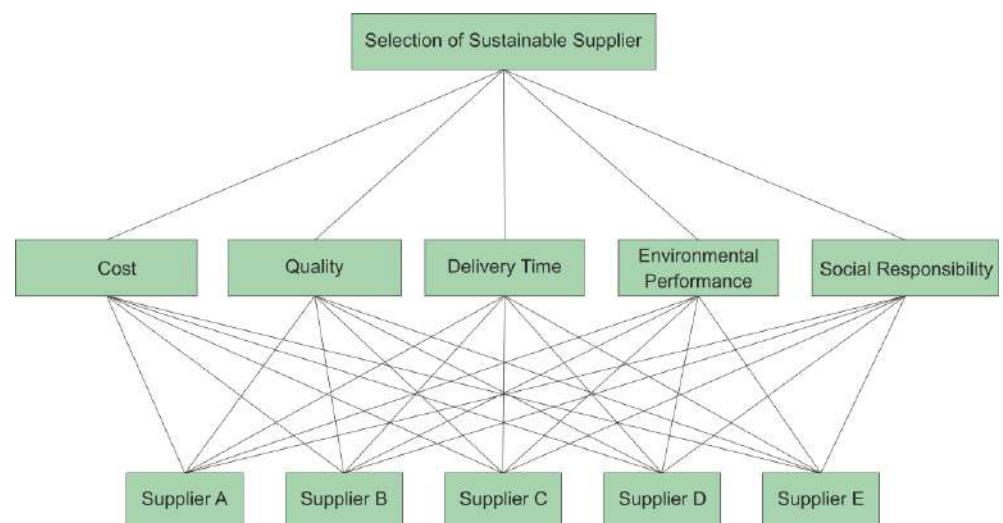 Selection of Sustainable Supplier
Cost
Quality
Delivery Time
Environmental
Performance
Social Responsibility
Supplier A
Supplier B
Supplier C
Supplier D
Supplier E